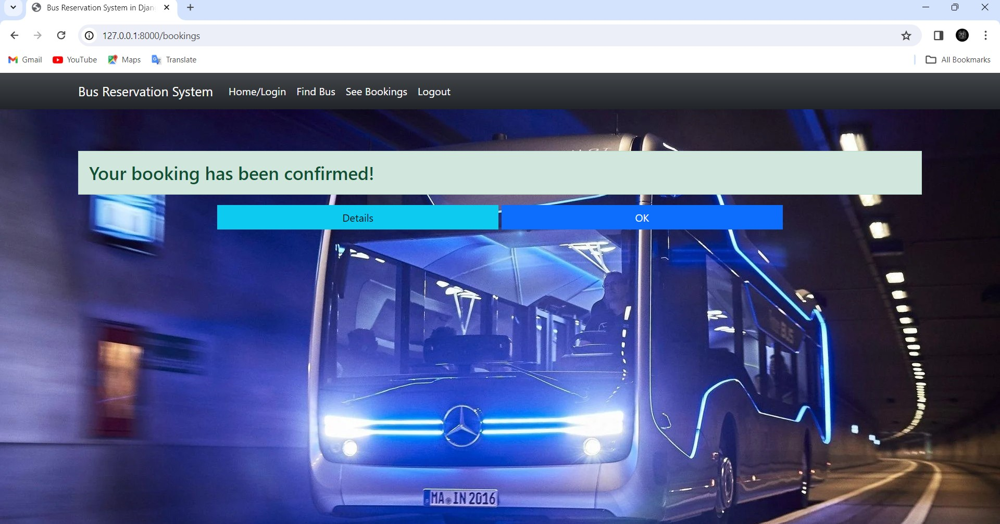 Bus Reservation System in Djan
127.0.0.1:8000/bookings
Gmail YouTube Maps Translate All Bookmarks
Bus Reservation System Home/Login Find Bus See Bookings Logout
Your booking has been confirmed!
Details OK
BUS
MA IN 2016